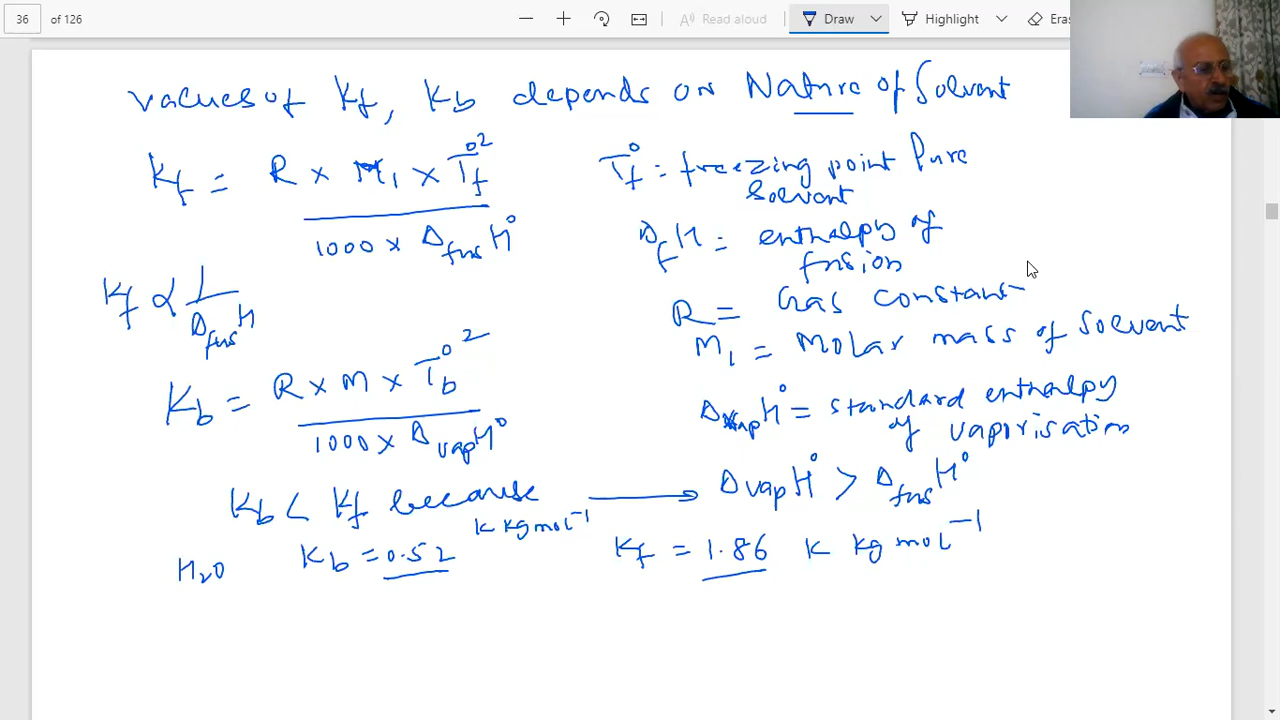 36 of 126 Read aloud Draw Highlight Eras
values of Kf, Kb depends on Nature of Solvent
Kf = R × M1 × Tf°² / 1000 × ΔfusH°
Tf° = freezing point Pure
Solvent
ΔfH = enthalpy of
fusion
Kf ∝ 1 / ΔfusH
R = Gas constant
M1 = Molar mass of Solvent
Kb = R × M × Tb°² / 1000 × ΔvapH°
ΔvapH° = standard enthalpy
of vaporisation
Kb < Kf because → ΔvapH° > ΔfusH°
H2O Kb = 0.52 K kg mol⁻¹ Kf = 1.86 K kg mol⁻¹